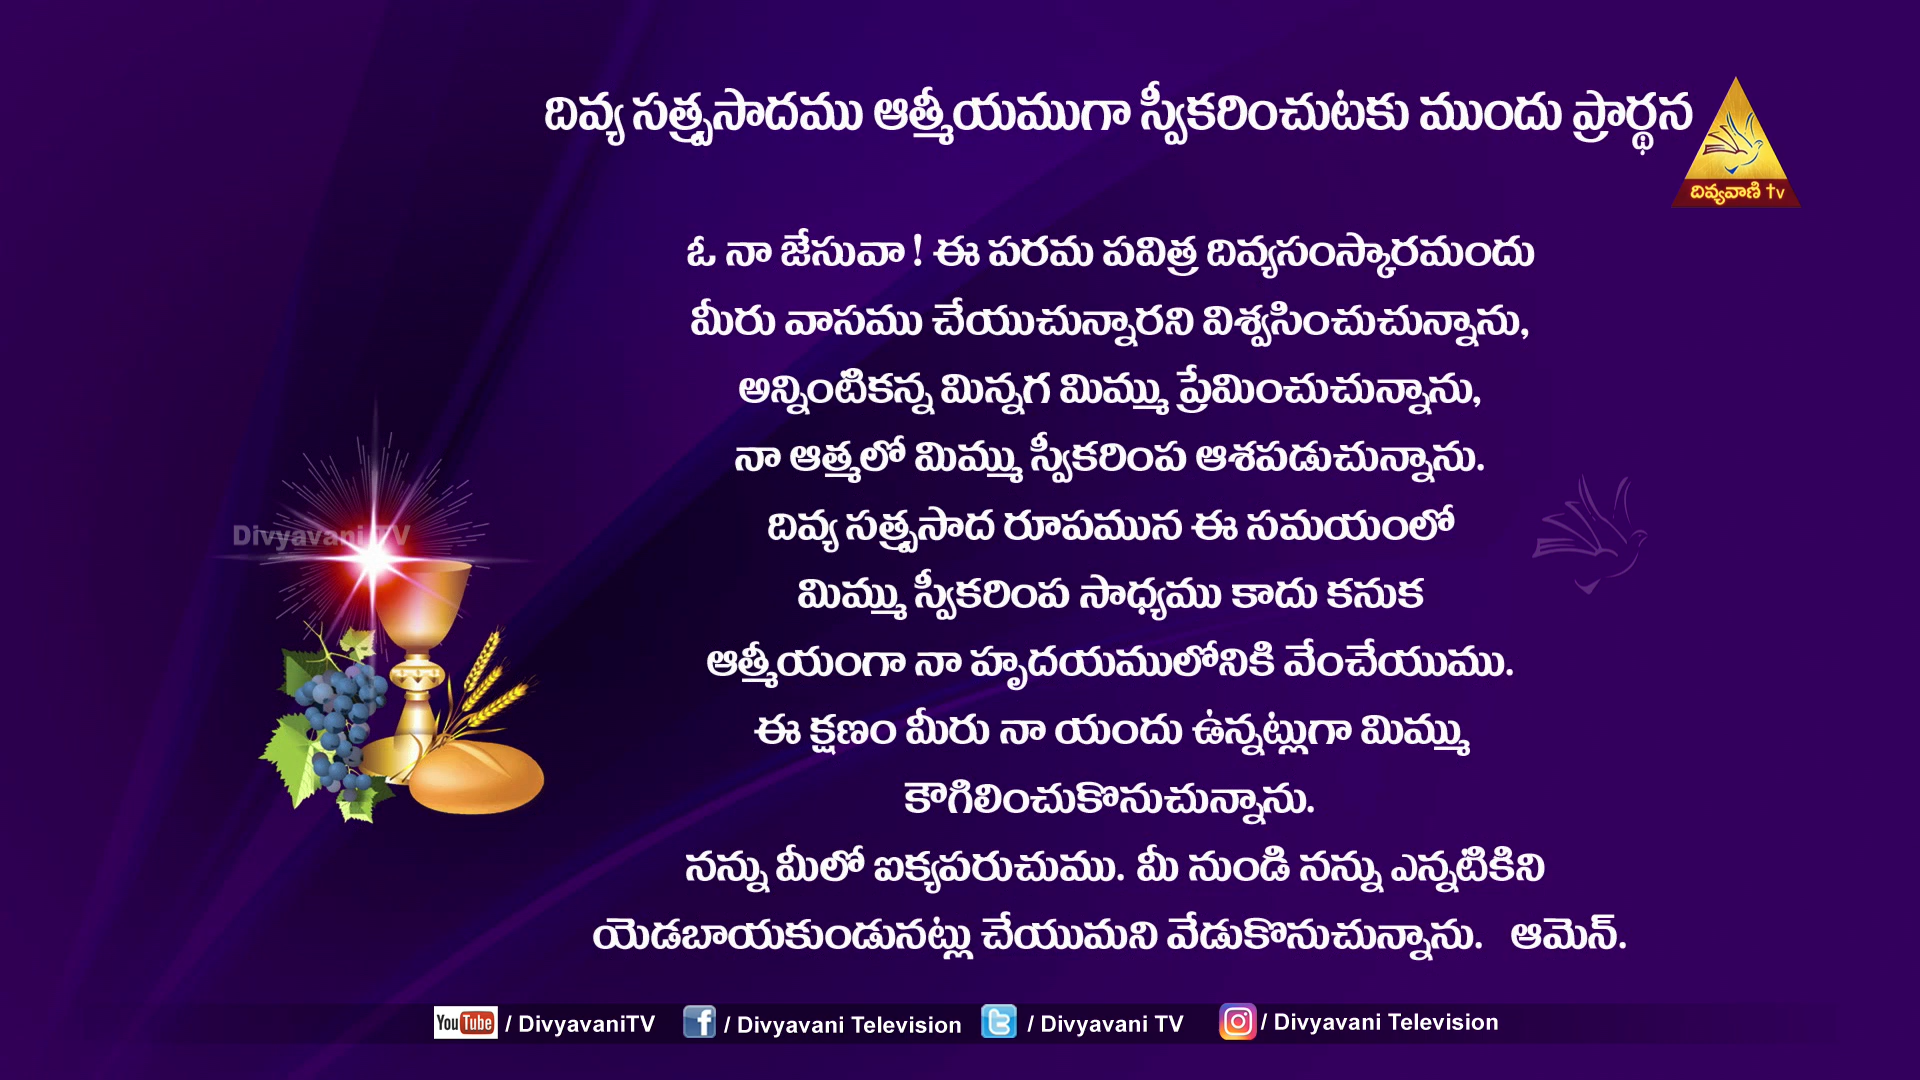 దివ్య సత్ప్రసాదము ఆత్మీయముగా స్వీకరించుటకు ముందు ప్రార్థన
దివ్యవాణి tv
ఓ నా జేసువా ! ఈ పరమ పవిత్ర దివ్యసంస్కారమందు
మీరు వాసము చేయుచున్నారని విశ్వసించుచున్నాను,
అన్నింటికన్న మిన్నగ మిమ్ము ప్రేమించుచున్నాను,
నా ఆత్మలో మిమ్ము స్వీకరింప ఆశపడుచున్నాను.
దివ్య సత్ప్రసాద రూపమున ఈ సమయంలో
Divyavani TV
మిమ్ము స్వీకరింప సాధ్యము కాదు కనుక
ఆత్మీయంగా నా హృదయములోనికి వేంచేయుము.
ఈ క్షణం మీరు నా యందు ఉన్నట్లుగా మిమ్ము
కౌగిలించుకొనుచున్నాను.
నన్ను మీలో ఐక్యపరుచుము. మీ నుండి నన్ను ఎన్నటికిని
యెడబాయకుండునట్లు చేయుమని వేడుకొనుచున్నాను. ఆమెన్.
YouTube / DivyavaniTV f / Divyavani Television / Divyavani TV / Divyavani Television